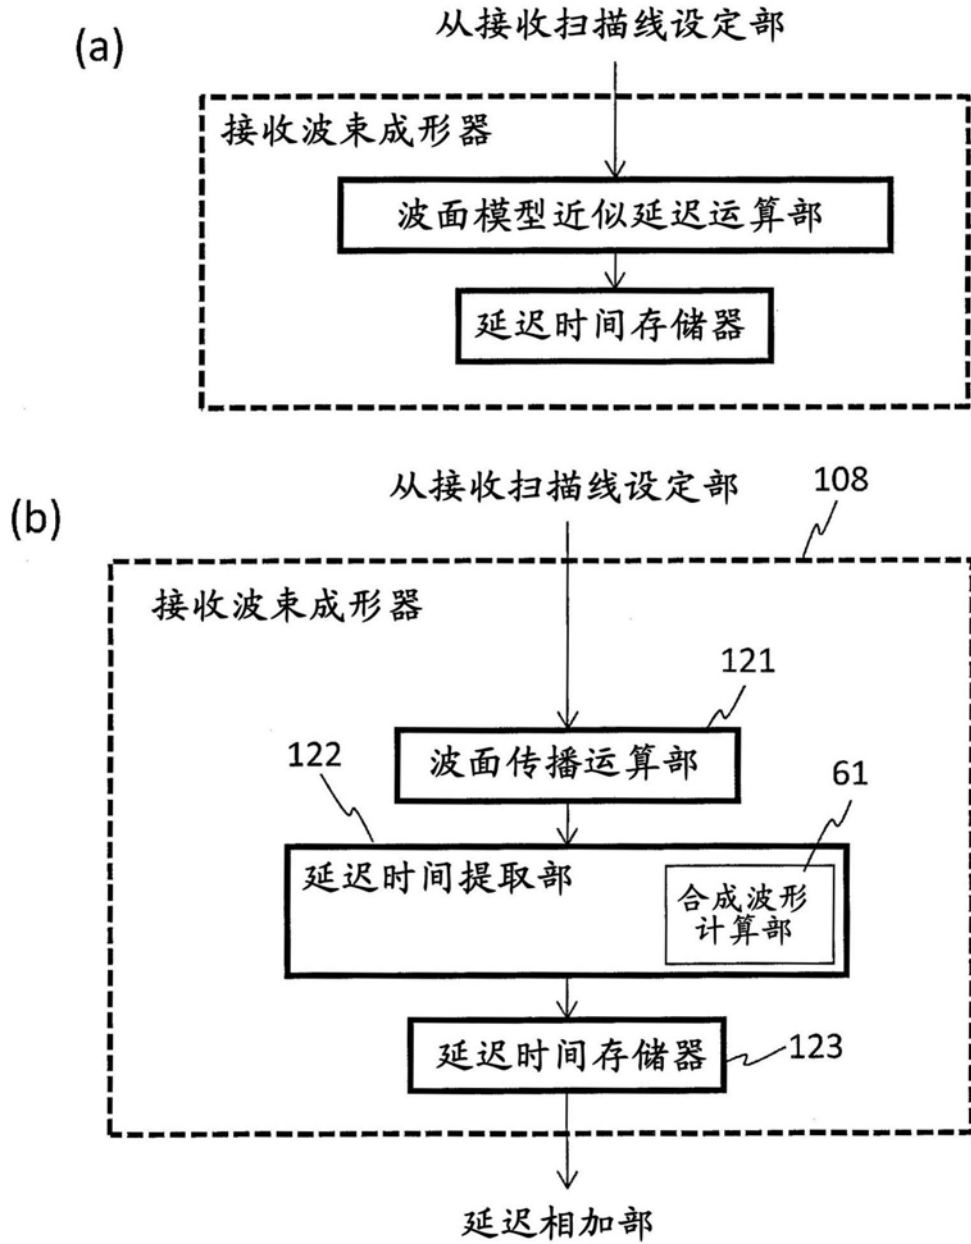 (a)
从接收扫描线设定部
接收波束成形器
波面模型近似延迟运算部
延迟时间存储器
(b)
从接收扫描线设定部
108
接收波束成形器
121
波面传播运算部
122
61
延迟时间提取部
合成波形
计算部
延迟时间存储器
123
延迟相加部